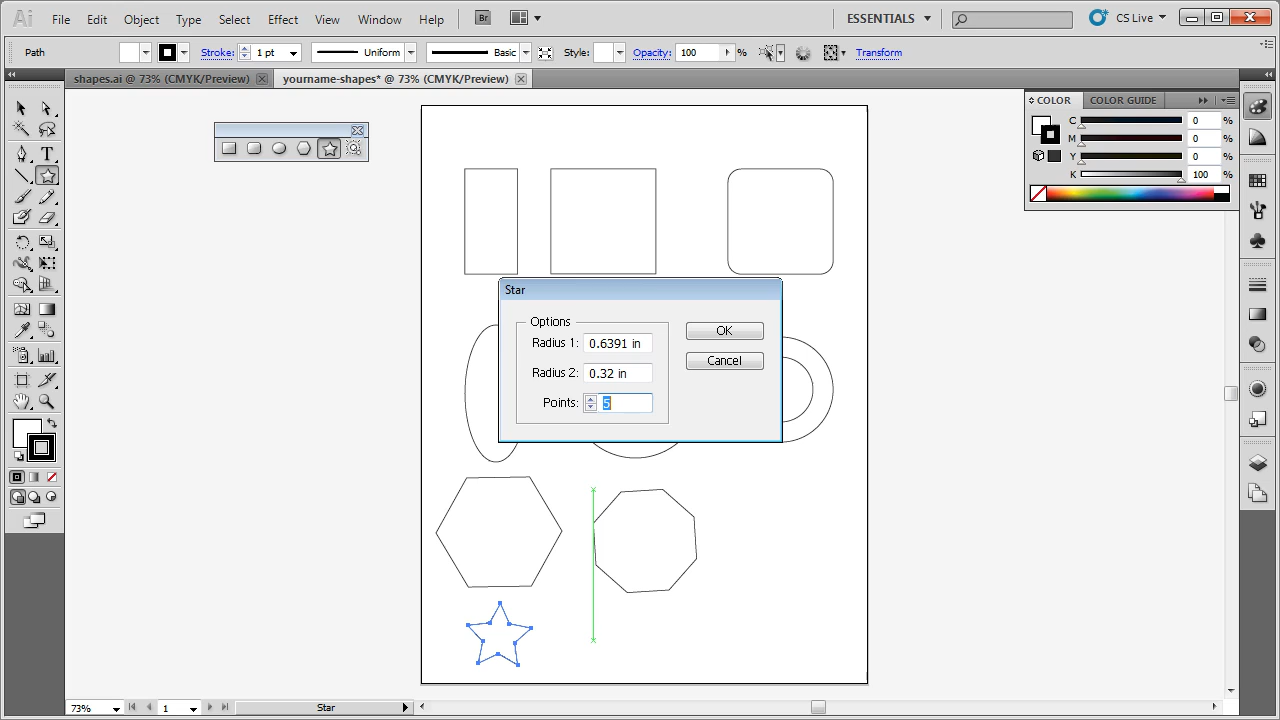 Ai File Edit Object Type Select Effect View Window Help Br ESSENTIALS CS Live
Path Stroke: 1 pt Uniform Basic Style: Opacity: 100 % Transform
shapes.ai @ 73% (CMYK/Preview) yourname-shapes* @ 73% (CMYK/Preview)
COLOR COLOR GUIDE
C 0 %
M 0 %
Y 0 %
K 100 %
Star
Options
Radius 1: 0.6391 in
Radius 2: 0.32 in
Points: 5
OK
Cancel
73% 1 Star